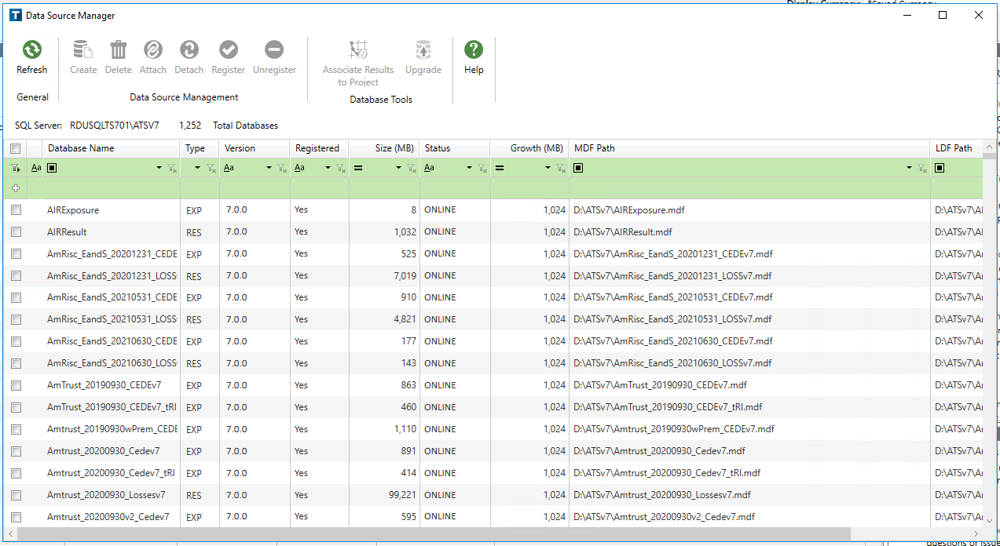 Data Source Manager
Refresh Create Delete Attach Detach Register Unregister Associate Results to Project Upgrade Help
General Data Source Management Database Tools
SQL Server: RDUSQLTS701\ATSV7 1,252 Total Databases
Database Name Type Version Registered Size (MB) Status Growth (MB) MDF Path LDF Path
Aa Aa Aa = Aa =
AIRExposure EXP 7.0.0 Yes 8 ONLINE 1,024 D:\ATSv7\AIRExposure.mdf D:\ATSv7\AI
AIRResult RES 7.0.0 Yes 1,032 ONLINE 1,024 D:\ATSv7\AIRResult.mdf D:\ATSv7\AI
AmRisc_EandS_20201231_CEDE EXP 7.0.0 Yes 525 ONLINE 1,024 D:\ATSv7\AmRisc_EandS_20201231_CEDEv7.mdf D:\ATSv7\Ar
AmRisc_EandS_20201231_LOSSv RES 7.0.0 Yes 7,019 ONLINE 1,024 D:\ATSv7\AmRisc_EandS_20201231_LOSSv7.mdf D:\ATSv7\Ar
AmRisc_EandS_20210531_CEDE EXP 7.0.0 Yes 910 ONLINE 1,024 D:\ATSv7\AmRisc_EandS_20210531_CEDEv7.mdf D:\ATSv7\Ar
AmRisc_EandS_20210531_LOSS RES 7.0.0 Yes 4,821 ONLINE 1,024 D:\ATSv7\AmRisc_EandS_20210531_LOSSv7.mdf D:\ATSv7\Ar
AmRisc_EandS_20210630_CEDE EXP 7.0.0 Yes 177 ONLINE 1,024 D:\ATSv7\AmRisc_EandS_20210630_CEDEv7.mdf D:\ATSv7\Ar
AmRisc_EandS_20210630_LOSS RES 7.0.0 Yes 143 ONLINE 1,024 D:\ATSv7\AmRisc_EandS_20210630_LOSSv7.mdf D:\ATSv7\Ar
AmTrust_20190930_CEDEv7 EXP 7.0.0 Yes 863 ONLINE 1,024 D:\ATSv7\AmTrust_20190930_CEDEv7.mdf D:\ATSv7\Ar
AmTrust_20190930_CEDEv7_tRI EXP 7.0.0 Yes 460 ONLINE 1,024 D:\ATSv7\AmTrust_20190930_CEDEv7_tRI.mdf D:\ATSv7\Ar
Amtrust_20190930wPrem_CEDE EXP 7.0.0 Yes 1,110 ONLINE 1,024 D:\ATSv7\Amtrust_20190930wPrem_CEDEv7.mdf D:\ATSv7\Ar
Amtrust_20200930_Cedev7 EXP 7.0.0 Yes 891 ONLINE 1,024 D:\ATSv7\Amtrust_20200930_Cedev7.mdf D:\ATSv7\Ar
Amtrust_20200930_Cedev7_tRI EXP 7.0.0 Yes 414 ONLINE 1,024 D:\ATSv7\Amtrust_20200930_Cedev7_tRI.mdf D:\ATSv7\Ar
Amtrust_20200930_Lossesv7 RES 7.0.0 Yes 99,221 ONLINE 1,024 D:\ATSv7\Amtrust_20200930_Lossesv7.mdf D:\ATSv7\Ar
Amtrust_20200930v2_Cedev7 EXP 7.0.0 Yes 595 ONLINE 1,024 D:\ATSv7\Amtrust_20200930v2_Cedev7.mdf D:\ATSv7\Ar